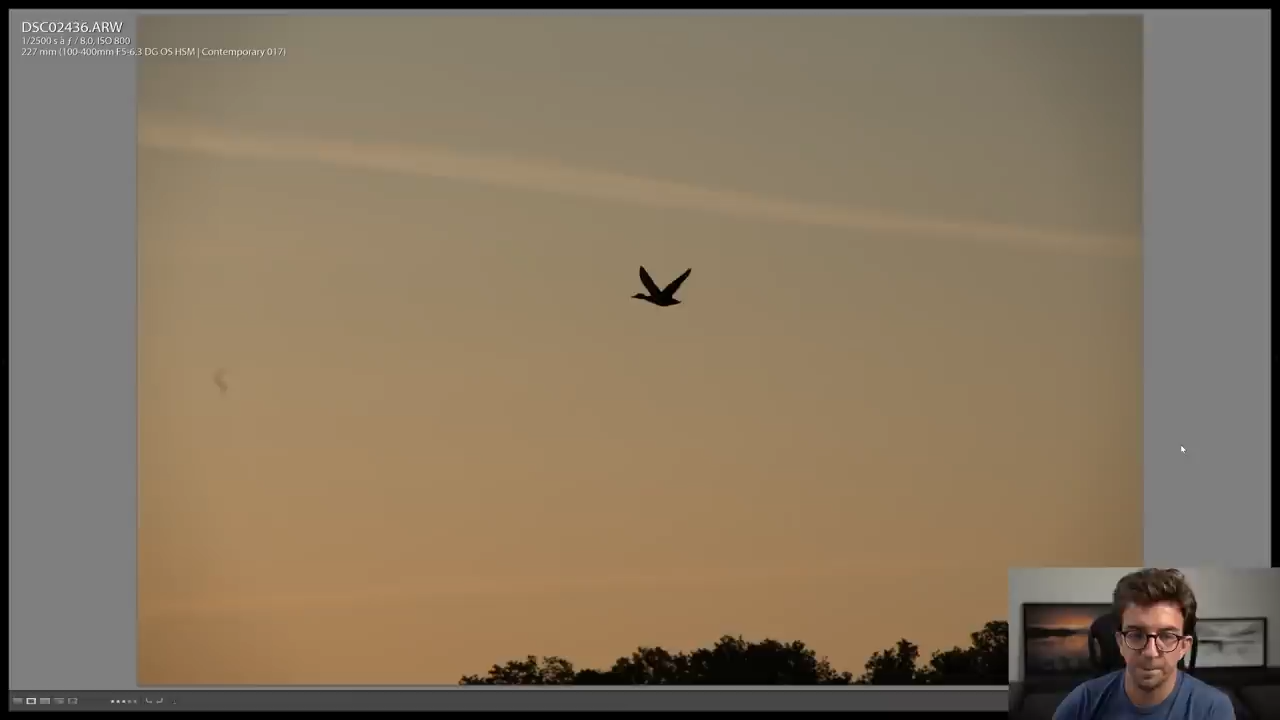 DSC02436.ARW
1/2500 s à ƒ / 8,0, ISO 800
227 mm (100-400mm F5-6.3 DG OS HSM | Contemporary 017)